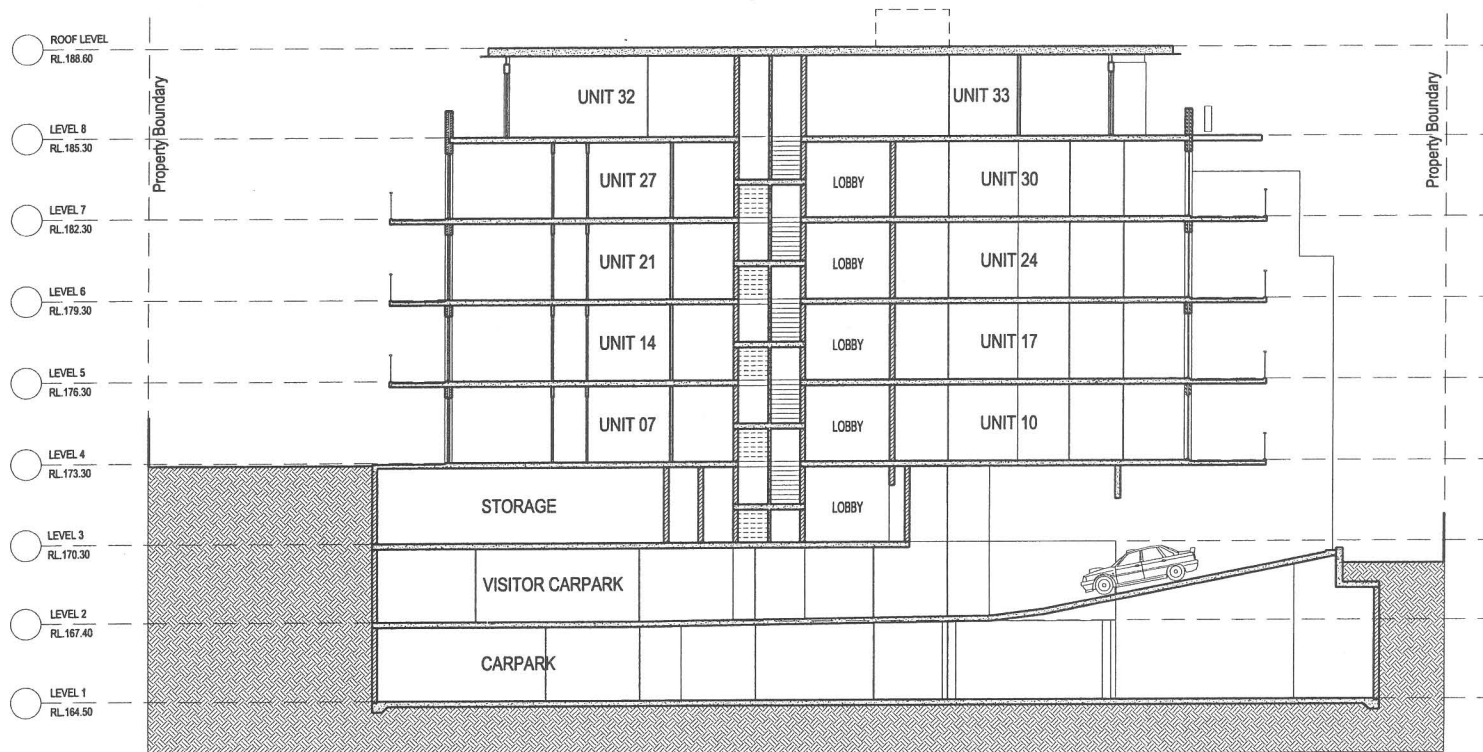 ROOF LEVEL
RL.188.60
Property Boundary
Property Boundary
UNIT 32
UNIT 33
LEVEL 8
RL.185.30
UNIT 27
LOBBY
UNIT 30
LEVEL 7
RL.182.30
UNIT 21
LOBBY
UNIT 24
LEVEL 6
RL.179.30
UNIT 14
LOBBY
UNIT 17
LEVEL 5
RL.176.30
UNIT 07
LOBBY
UNIT 10
LEVEL 4
RL.173.30
STORAGE
LOBBY
LEVEL 3
RL.170.30
VISITOR CARPARK
LEVEL 2
RL.167.40
CARPARK
LEVEL 1
RL.164.50